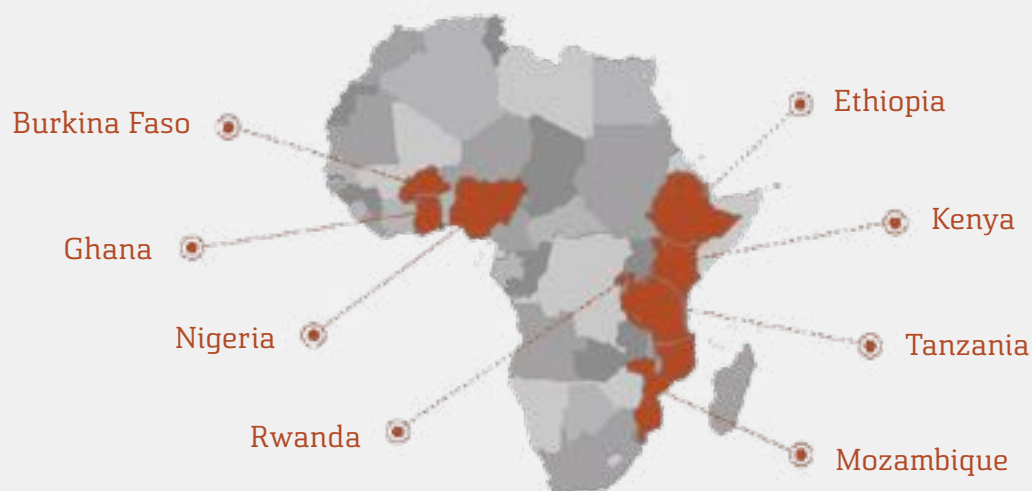 Burkina Faso
Ghana
Nigeria
Rwanda
Ethiopia
Kenya
Tanzania
Mozambique